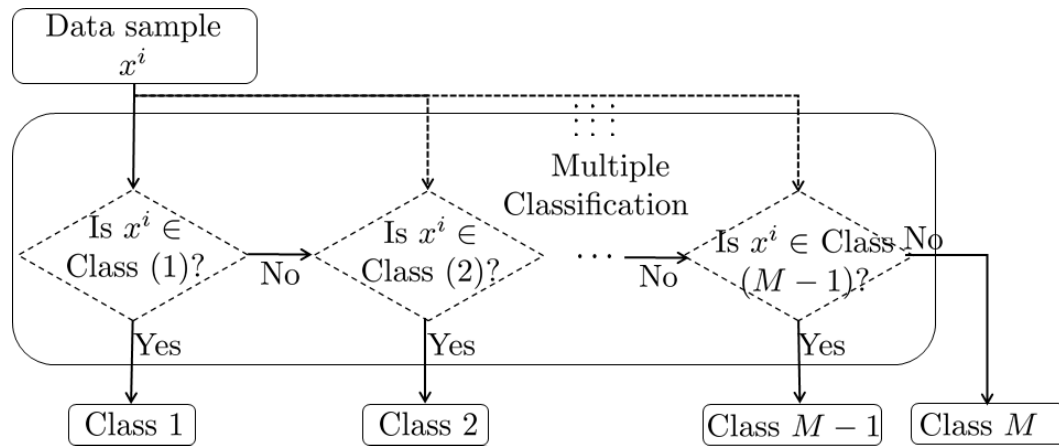 Data sample
x^i
⋮ ⋮ ⋮
Multiple
Classification
Is x^i ∈
Class (1)?
No
Is x^i ∈
Class (2)?
⋯
No
Is x^i ∈ Class
(M − 1)?
No
Yes
Yes
Yes
Class 1
Class 2
Class M − 1
Class M